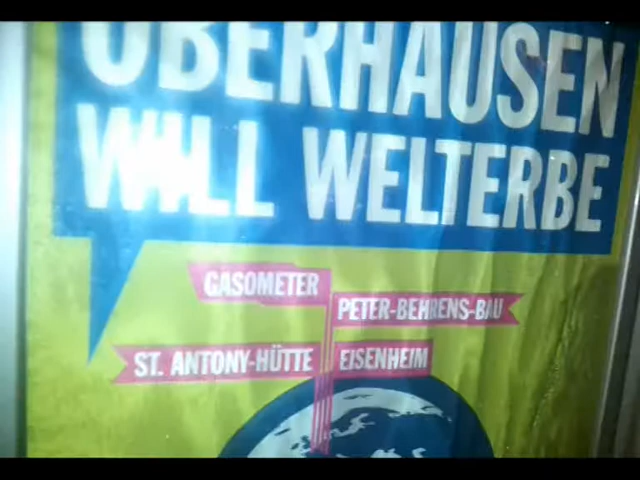 OBERHAUSEN
WILL WELTERBE
GASOMETER
PETER-BEHRENS-BAU
ST. ANTONY-HÜTTE
EISENHEIM